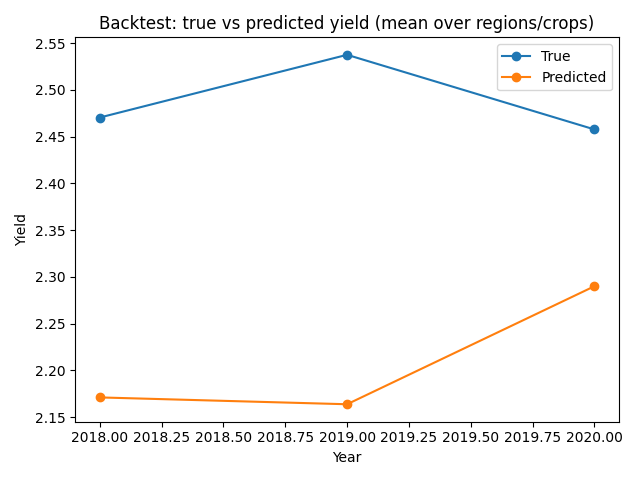 Backtest: true vs predicted yield (mean over regions/crops)
True
Predicted
Yield
2.55
2.50
2.45
2.40
2.35
2.30
2.25
2.20
2.15
2018.00 2018.25 2018.50 2018.75 2019.00 2019.25 2019.50 2019.75 2020.00
Year